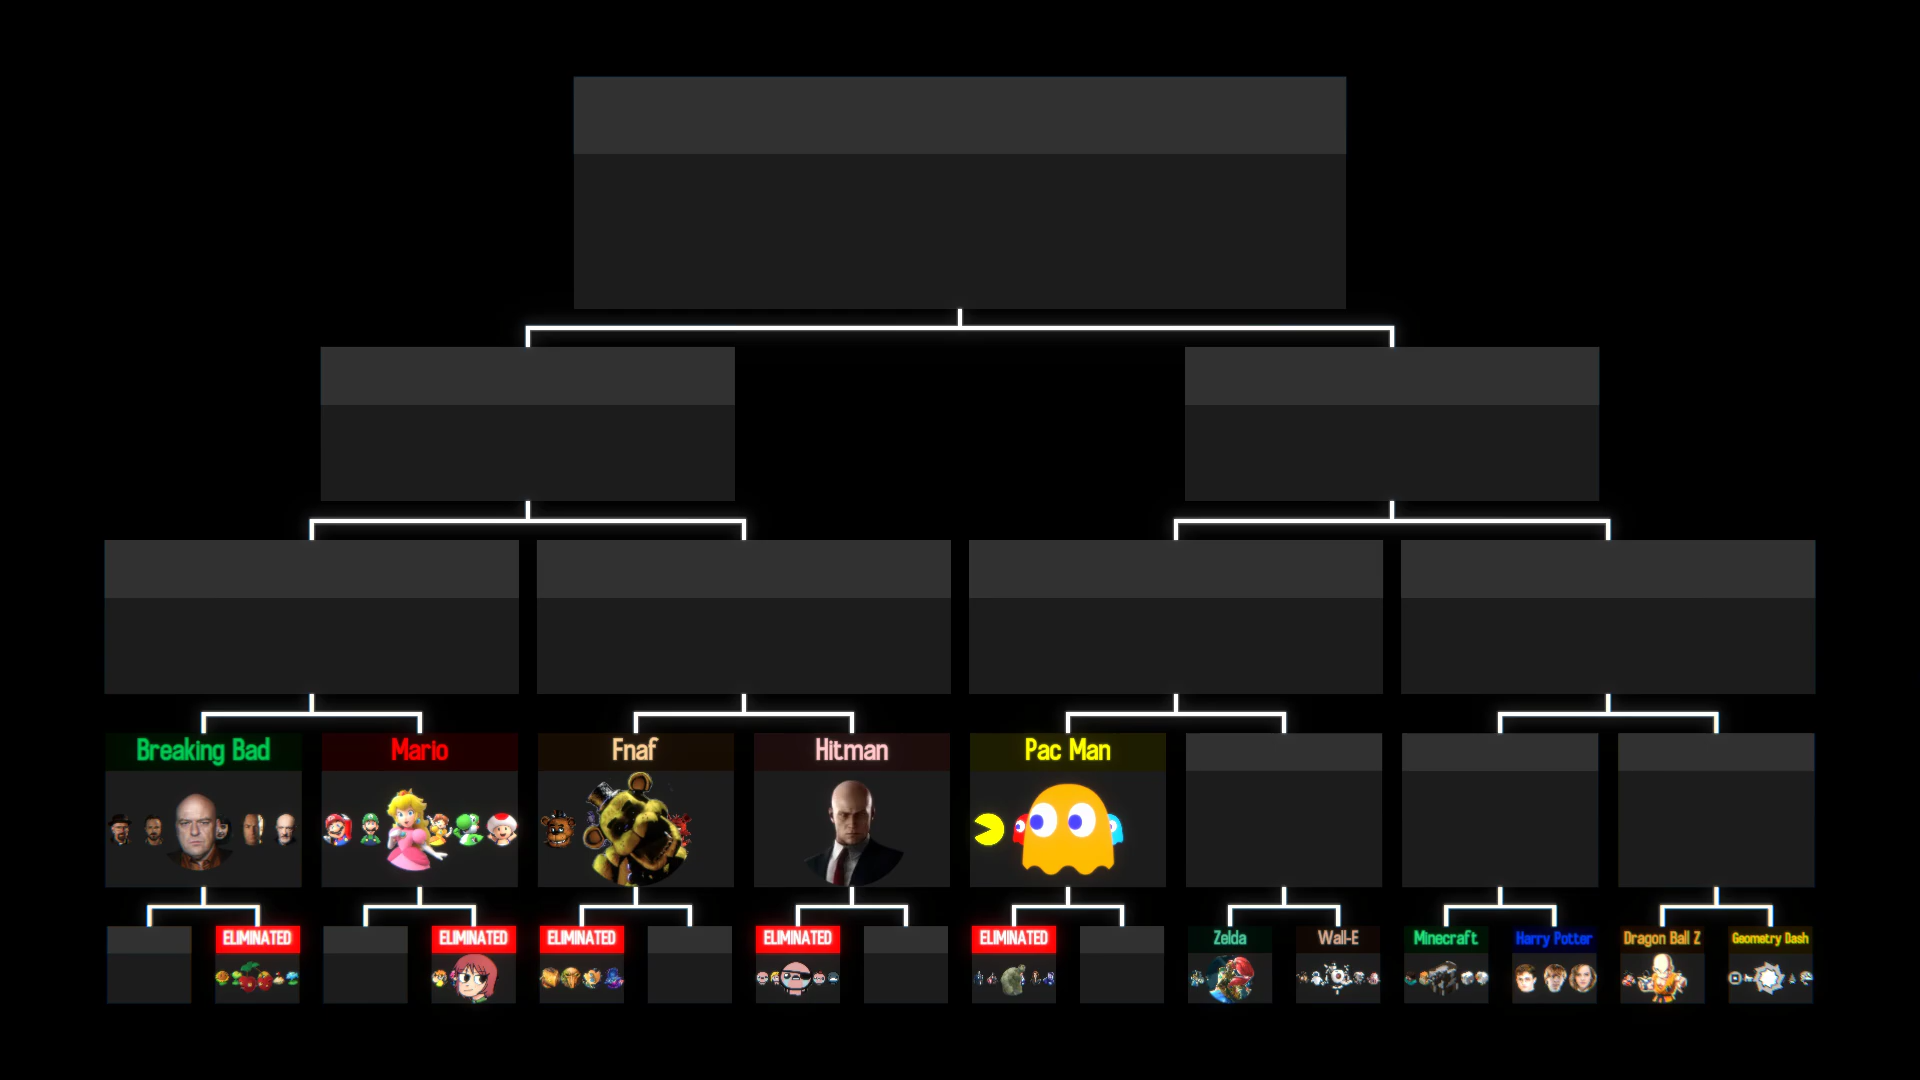 Breaking Bad
Mario
Fnaf
Hitman
Pac Man
ELIMINATED
ELIMINATED
ELIMINATED
ELIMINATED
ELIMINATED
Zelda
Wall-E
Minecraft
Harry Potter
Dragon Ball Z
Geometry Dash